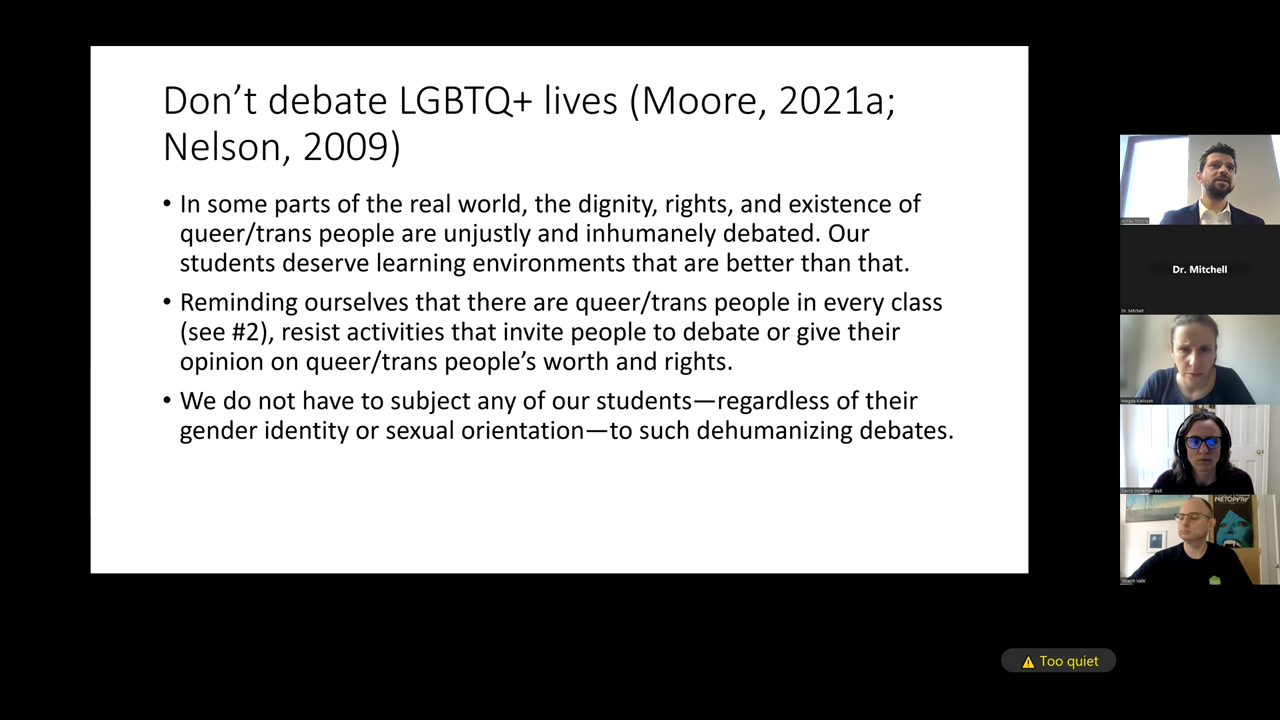 Don’t debate LGBTQ+ lives (Moore, 2021a;
Nelson, 2009)
• In some parts of the real world, the dignity, rights, and existence of
queer/trans people are unjustly and inhumanely debated. Our
students deserve learning environments that are better than that.
• Reminding ourselves that there are queer/trans people in every class
(see #2), resist activities that invite people to debate or give their
opinion on queer/trans people’s worth and rights.
• We do not have to subject any of our students—regardless of their
gender identity or sexual orientation—to such dehumanizing debates.
Dr. Mitchell
Dr. Mitchell
NETOPYRY
Joseph Valle
Too quiet